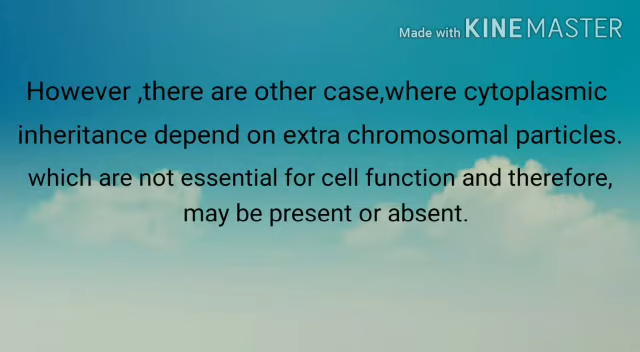 Made with KINEMASTER
However ,there are other case,where cytoplasmic
inheritance depend on extra chromosomal particles.
which are not essential for cell function and therefore,
may be present or absent.